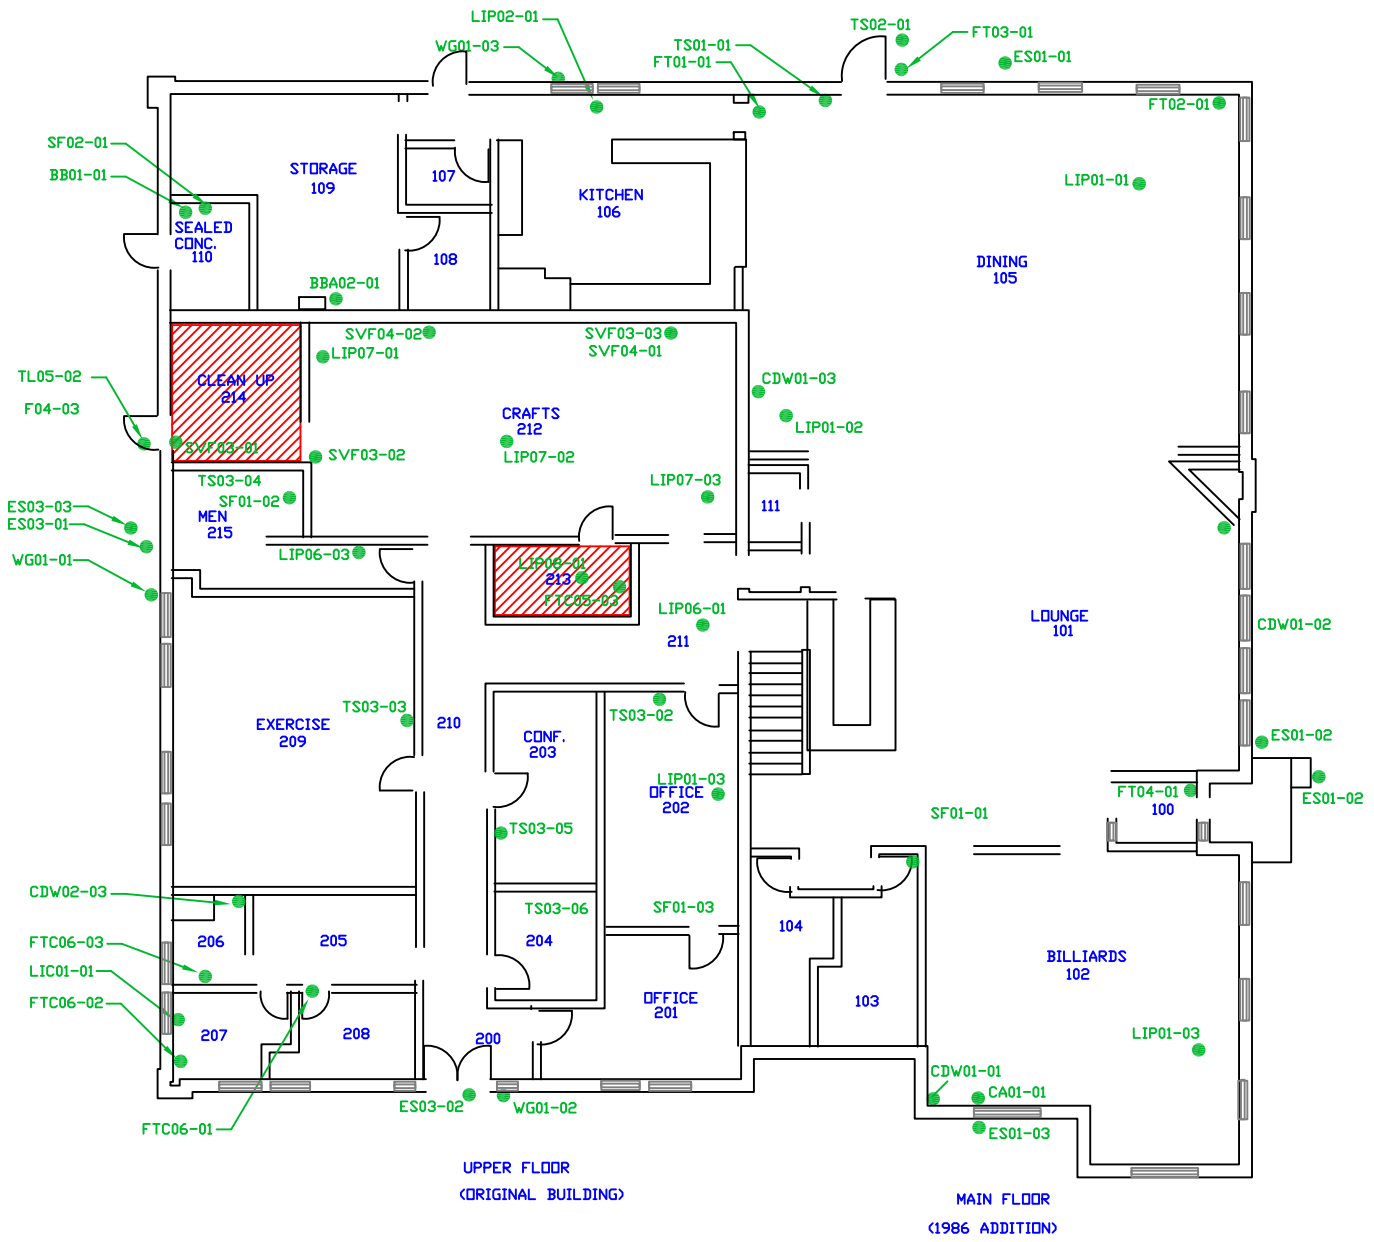 LIP02-01
TS02-01
FT03-01
WG01-03
TS01-01
ES01-01
FT01-01
FT02-01
SF02-01
STORAGE
109
107
KITCHEN
106
LIP01-01
BB01-01
SEALED
CONC.
110
108
DINING
105
BBA02-01
SVF04-02
SVF03-03
LIP07-01
SVF04-01
TL05-02
CLEAN UP
214
CDW01-03
F04-03
CRAFTS
212
LIP01-02
SVF03-01
SVF03-02
LIP07-02
TS03-04
SF01-02
LIP07-03
ES03-03
MEN
215
111
ES03-01
LIP06-03
WG01-01
LIP08-01
213
FTC05-03
LIP06-01
LOUNGE
101
CDW01-02
211
TS03-03
TS03-02
EXERCISE
209
210
CONF.
203
ES01-02
LIP01-03
OFFICE
202
FT04-01
100
ES01-02
SF01-01
TS03-05
CDW02-03
TS03-06
SF01-03
104
FTC06-03
206
205
204
BILLIARDS
102
LIC01-01
FTC06-02
OFFICE
201
103
207
208
200
LIP01-03
CDW01-01
CA01-01
ES03-02
WG01-02
FTC06-01
ES01-03
UPPER FLOOR
(ORIGINAL BUILDING)
MAIN FLOOR
(1986 ADDITION)